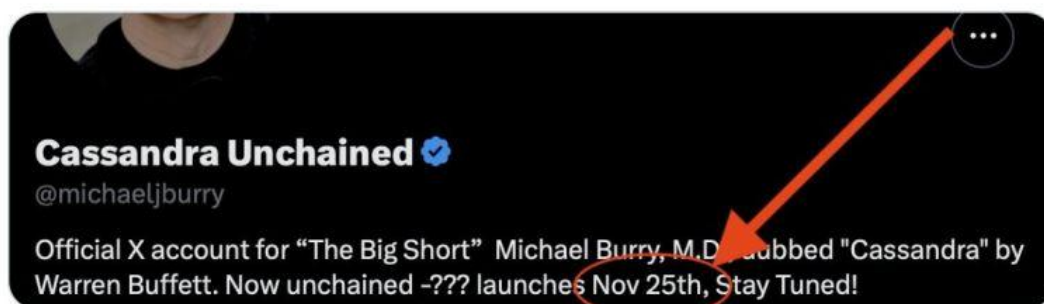 Cassandra Unchained
@michaeljburry
Official X account for “The Big Short” Michael Burry, M.D. dubbed "Cassandra" by
Warren Buffett. Now unchained -??? launches Nov 25th, Stay Tuned!